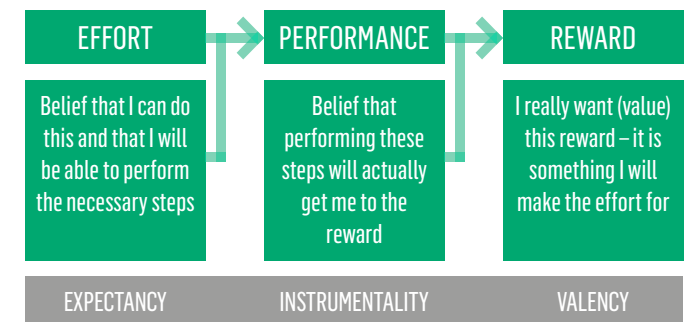 EFFORT
PERFORMANCE
REWARD
Belief that I can do
this and that I will
be able to perform
the necessary steps
Belief that
performing these
steps will actually
get me to the
reward
I really want (value)
this reward – it is
something I will
make the effort for
EXPECTANCY
INSTRUMENTALITY
VALENCY